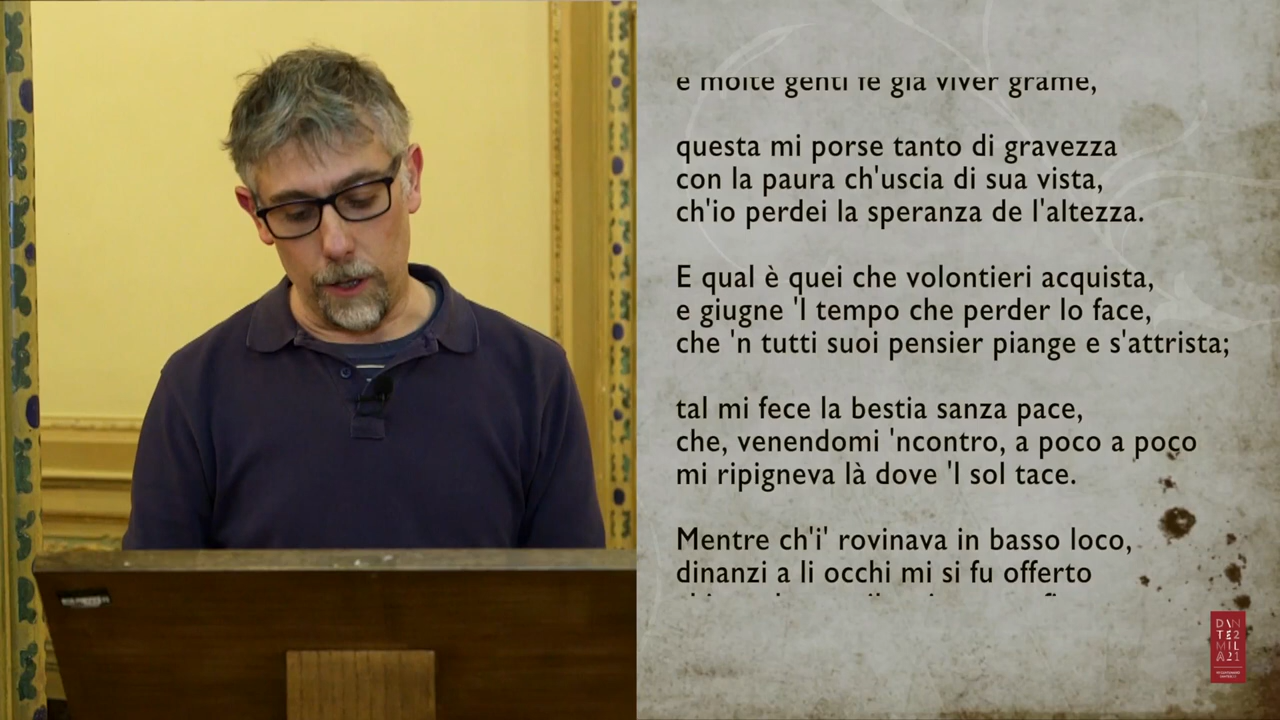 e molte genti fé già viver grame,
questa mi porse tanto di gravezza
con la paura ch'uscia di sua vista,
ch'io perdei la speranza de l'altezza.
E qual è quei che volontieri acquista,
e giugne 'l tempo che perder lo face,
che 'n tutti suoi pensier piange e s'attrista;
tal mi fece la bestia sanza pace,
che, venendomi 'ncontro, a poco a poco
mi ripigneva là dove 'l sol tace.
Mentre ch'i' rovinava in basso loco,
dinanzi a li occhi mi si fu offerto
DAN
TE2
MIL
A21